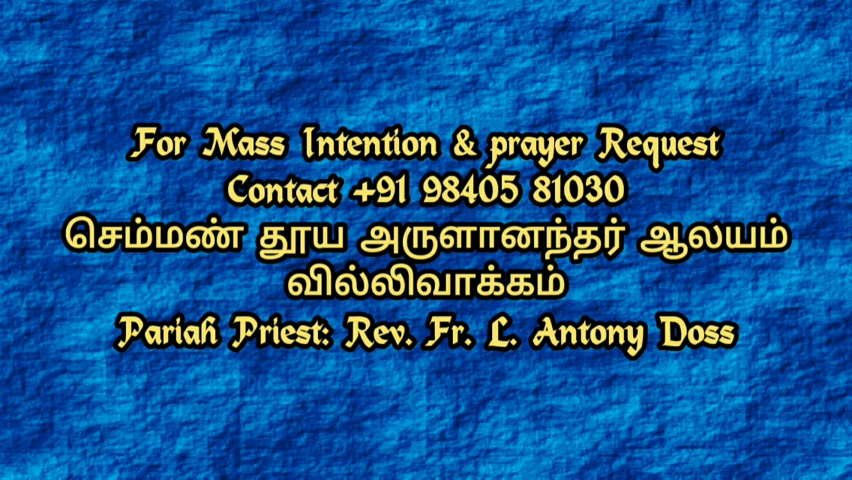 For Mass Intention & prayer Request
Contact +91 98405 81030
செம்மண் தூய அருளானந்தர் ஆலயம்
வில்லிவாக்கம்
Pariah Priest: Rev. Fr. L. Antony Doss